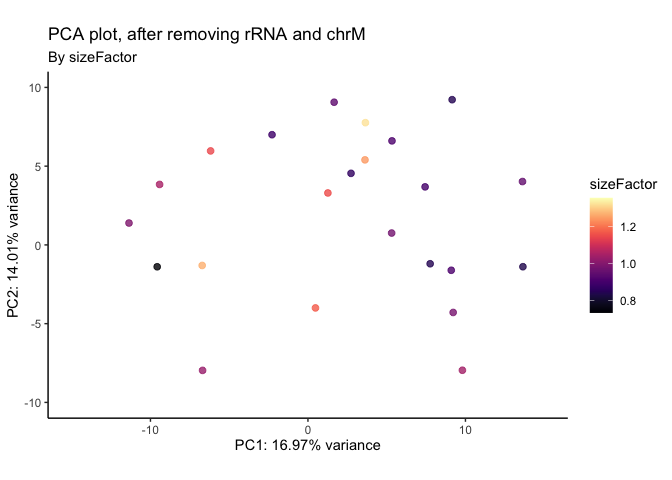 PCA plot, after removing rRNA and chrM
By sizeFactor
10
5
0
-5
-10
PC2: 14.01% variance
-10
0
10
PC1: 16.97% variance
sizeFactor
1.2
1.0
0.8